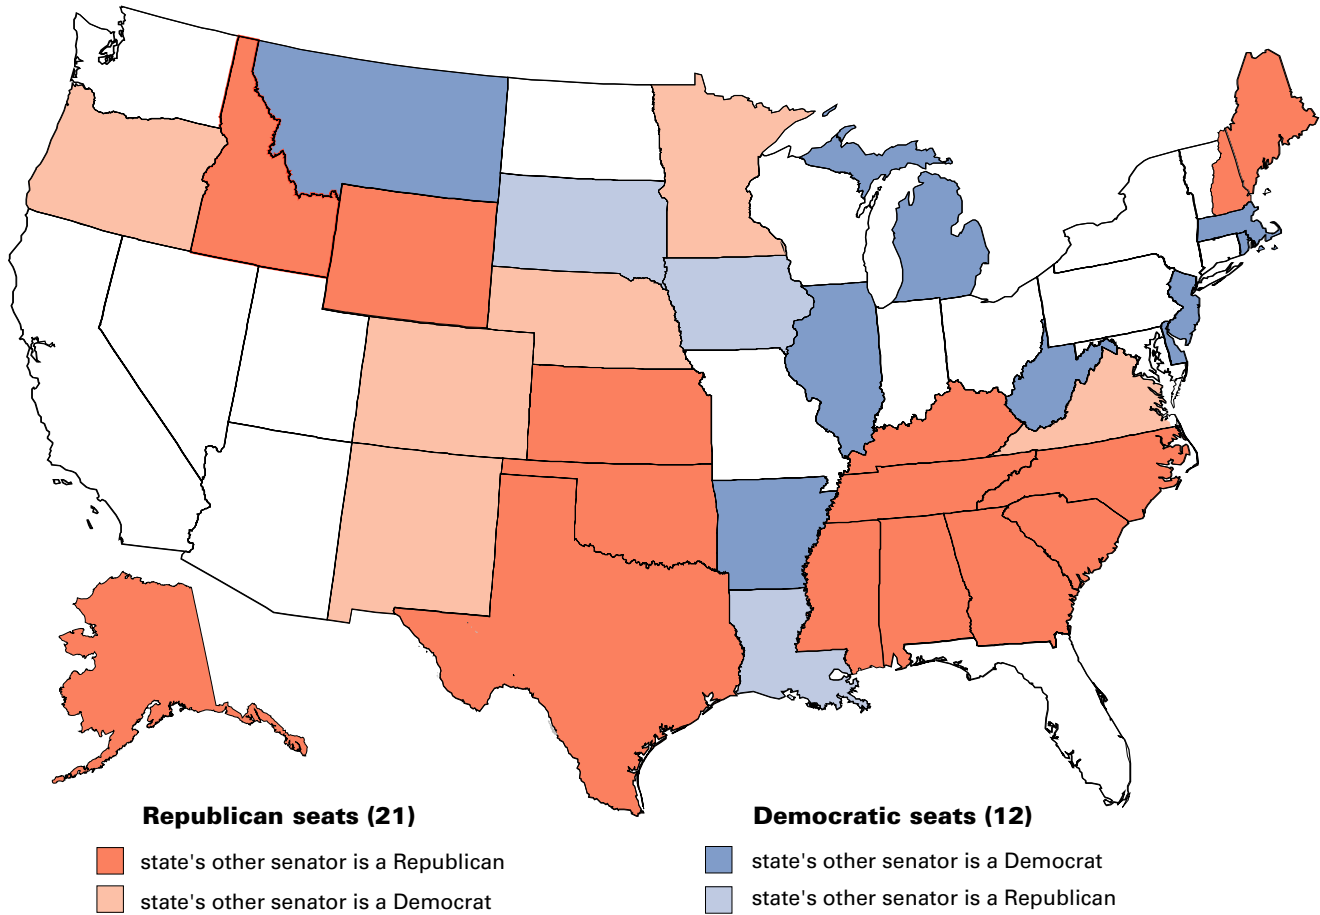 Republican seats (21)
state's other senator is a Republican
state's other senator is a Democrat
Democratic seats (12)
state's other senator is a Democrat
state's other senator is a Republican